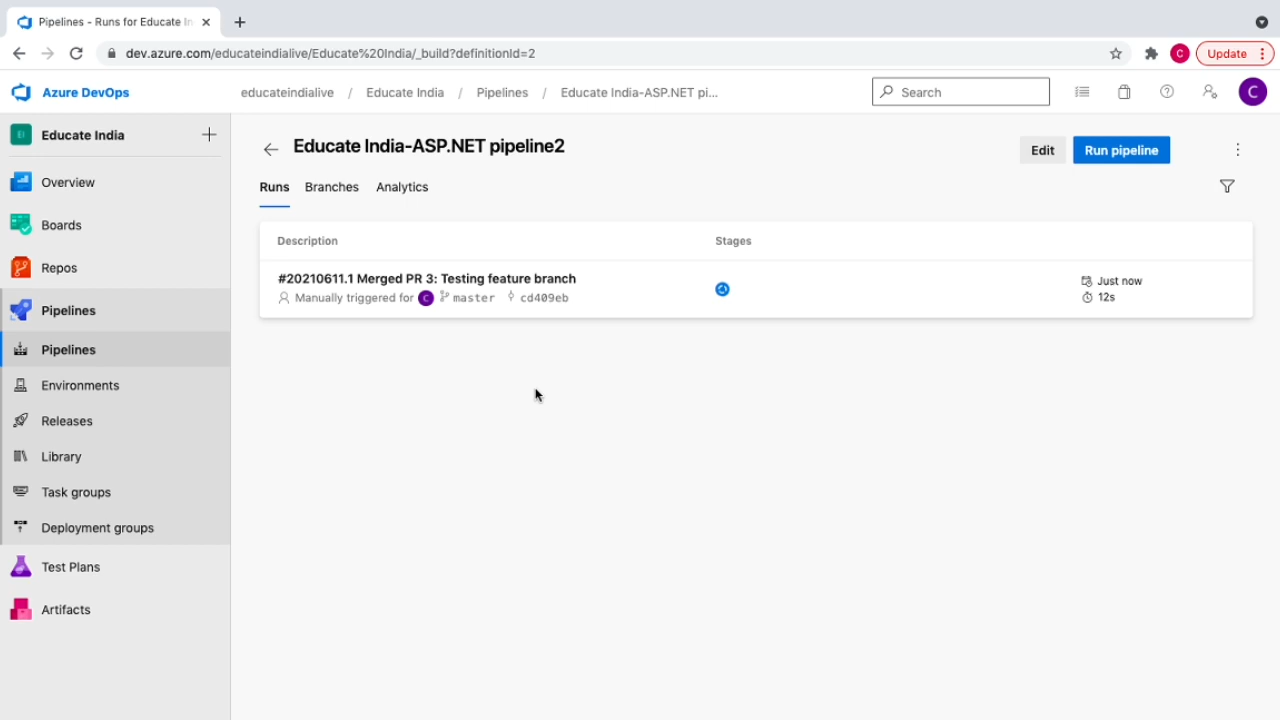 Pipelines - Runs for Educate In
dev.azure.com/educateindialive/Educate%20India/_build?definitionId=2
C
Update
Azure DevOps
educateindialive / Educate India / Pipelines / Educate India-ASP.NET pi...
Search
C
EI
Educate India
Overview
Boards
Repos
Pipelines
Pipelines
Environments
Releases
Library
Task groups
Deployment groups
Test Plans
Artifacts
Educate India-ASP.NET pipeline2
Edit
Run pipeline
Runs
Branches
Analytics
Description
Stages
#20210611.1 Merged PR 3: Testing feature branch
Manually triggered for C master cd409eb
Just now
12s